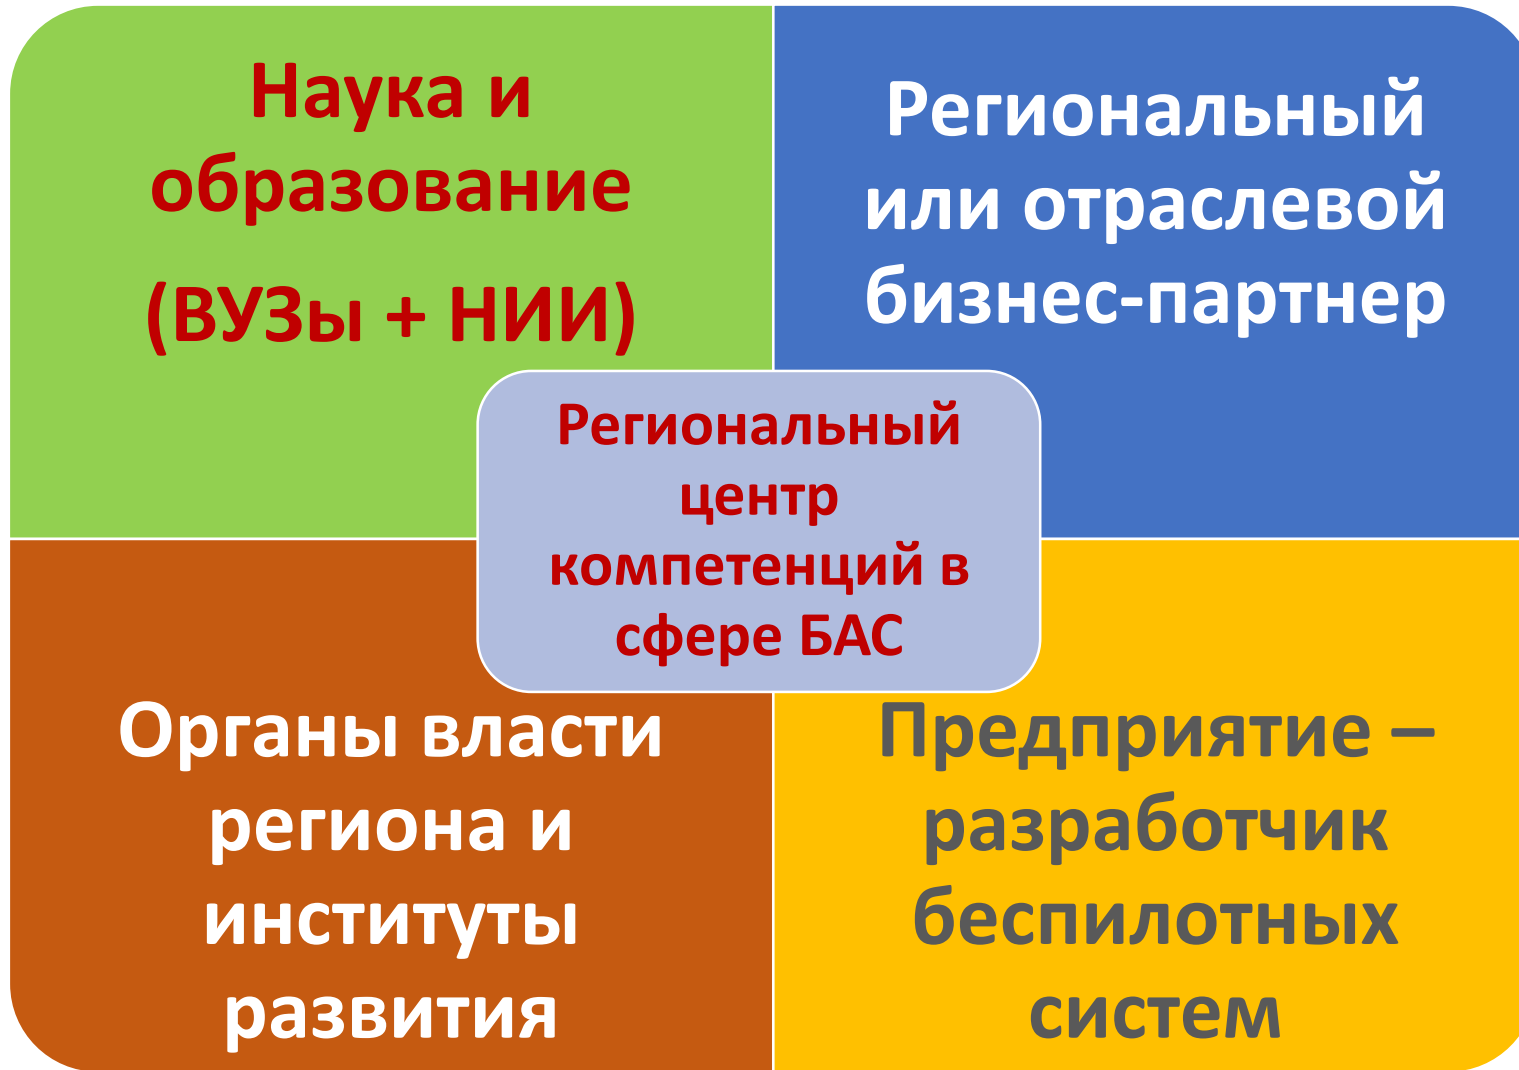 Наука и
образование
(ВУЗы + НИИ)
Региональный
или отраслевой
бизнес-партнер
Региональный
центр
компетенций в
сфере БАС
Органы власти
региона и
институты
развития
Предприятие –
разработчик
беспилотных
систем